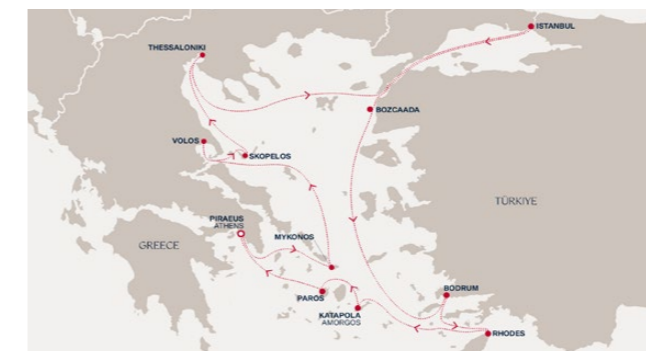 ISTANBUL
THESSALONIKI
BOZCAADA
VOLOS
SKOPELOS
TÜRKIYE
PIRAEUS
ATHENS
MYKONOS
GREECE
BODRUM
PAROS
KATAPOLA
AMORGOS
RHODES